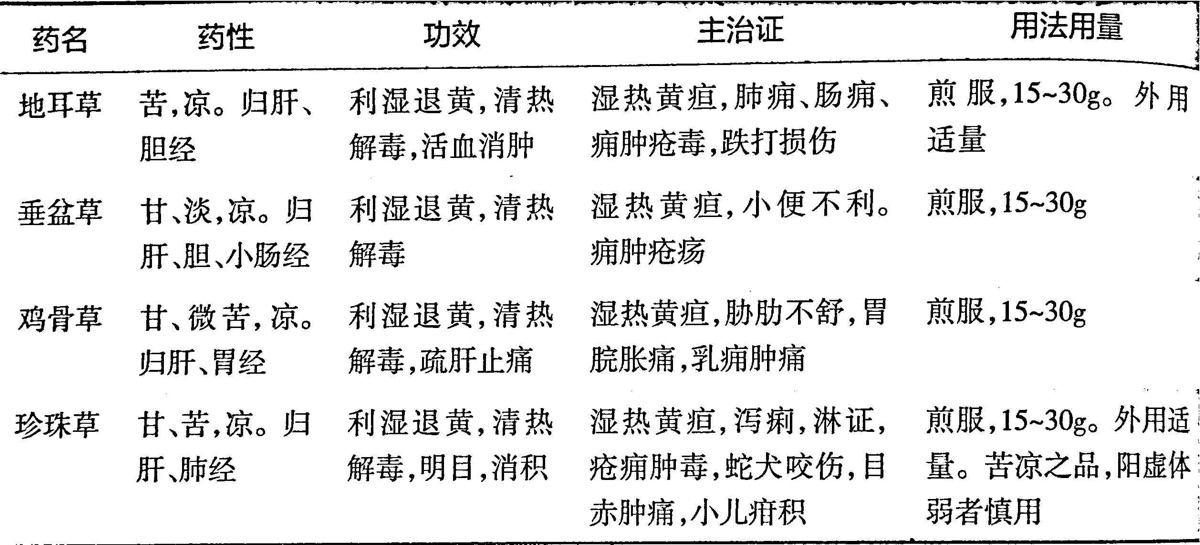 药名 药性 功效 主治证 用法用量
地耳草 苦,凉。归肝、 利湿退黄,清热 湿热黄疸,肺痈、肠痈、 煎服,15~30g。外用
胆经 解毒,活血消肿 痈肿疮毒,跌打损伤 适量
垂盆草 甘、淡,凉。归 利湿退黄,清热 湿热黄疸,小便不利。 煎服,15~30g
肝、胆、小肠经 解毒 痈肿疮疡
鸡骨草 甘、微苦,凉。 利湿退黄,清热 湿热黄疸,胁肋不舒,胃 煎服,15~30g
归肝、胃经 解毒,疏肝止痛 脘胀痛,乳痈肿痛
珍珠草 甘、苦,凉。归 利湿退黄,清热 湿热黄疸,泻痢,淋证, 煎服,15~30g。外用适
肝、肺经 解毒,明目,消积 疮痈肿毒,蛇犬咬伤,目 量。苦凉之品,阳虚体
赤肿痛,小儿疳积 弱者慎用